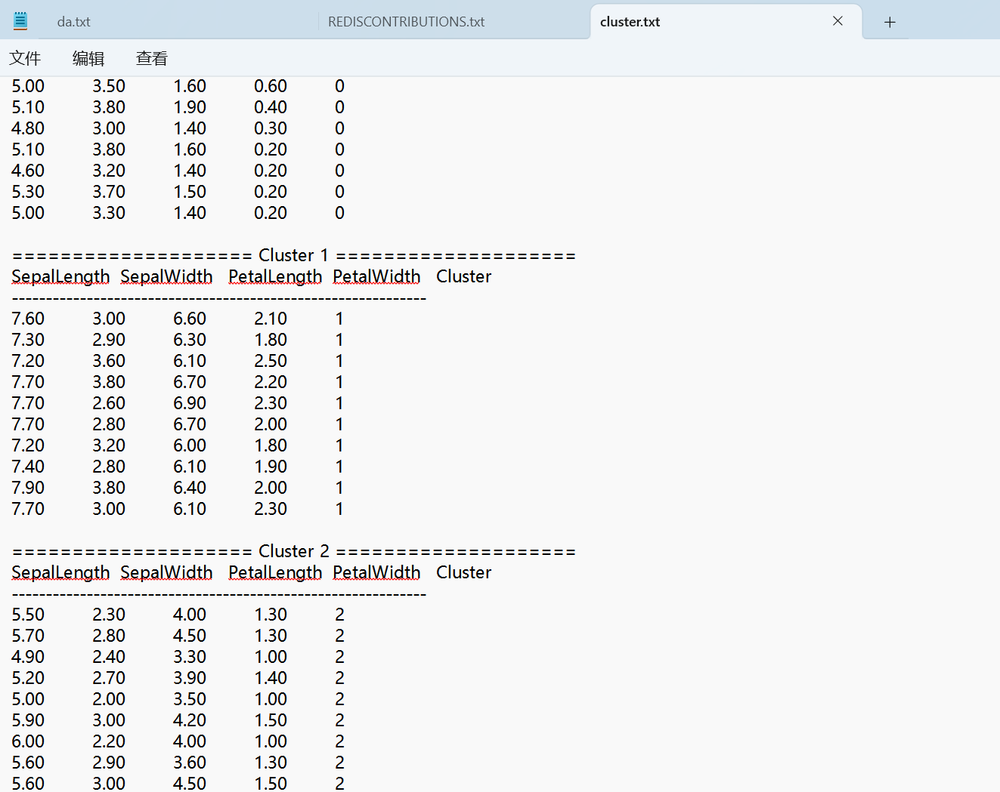 da.txt REDISCONTRIBUTIONS.txt cluster.txt
文件 编辑 查看
5.00 3.50 1.60 0.60 0
5.10 3.80 1.90 0.40 0
4.80 3.00 1.40 0.30 0
5.10 3.80 1.60 0.20 0
4.60 3.20 1.40 0.20 0
5.30 3.70 1.50 0.20 0
5.00 3.30 1.40 0.20 0
==================== Cluster 1 ====================
SepalLength SepalWidth PetalLength PetalWidth Cluster
-------------------------------------------------------------
7.60 3.00 6.60 2.10 1
7.30 2.90 6.30 1.80 1
7.20 3.60 6.10 2.50 1
7.70 3.80 6.70 2.20 1
7.70 2.60 6.90 2.30 1
7.70 2.80 6.70 2.00 1
7.20 3.20 6.00 1.80 1
7.40 2.80 6.10 1.90 1
7.90 3.80 6.40 2.00 1
7.70 3.00 6.10 2.30 1
==================== Cluster 2 ====================
SepalLength SepalWidth PetalLength PetalWidth Cluster
-------------------------------------------------------------
5.50 2.30 4.00 1.30 2
5.70 2.80 4.50 1.30 2
4.90 2.40 3.30 1.00 2
5.20 2.70 3.90 1.40 2
5.00 2.00 3.50 1.00 2
5.90 3.00 4.20 1.50 2
6.00 2.20 4.00 1.00 2
5.60 2.90 3.60 1.30 2
5.60 3.00 4.50 1.50 2